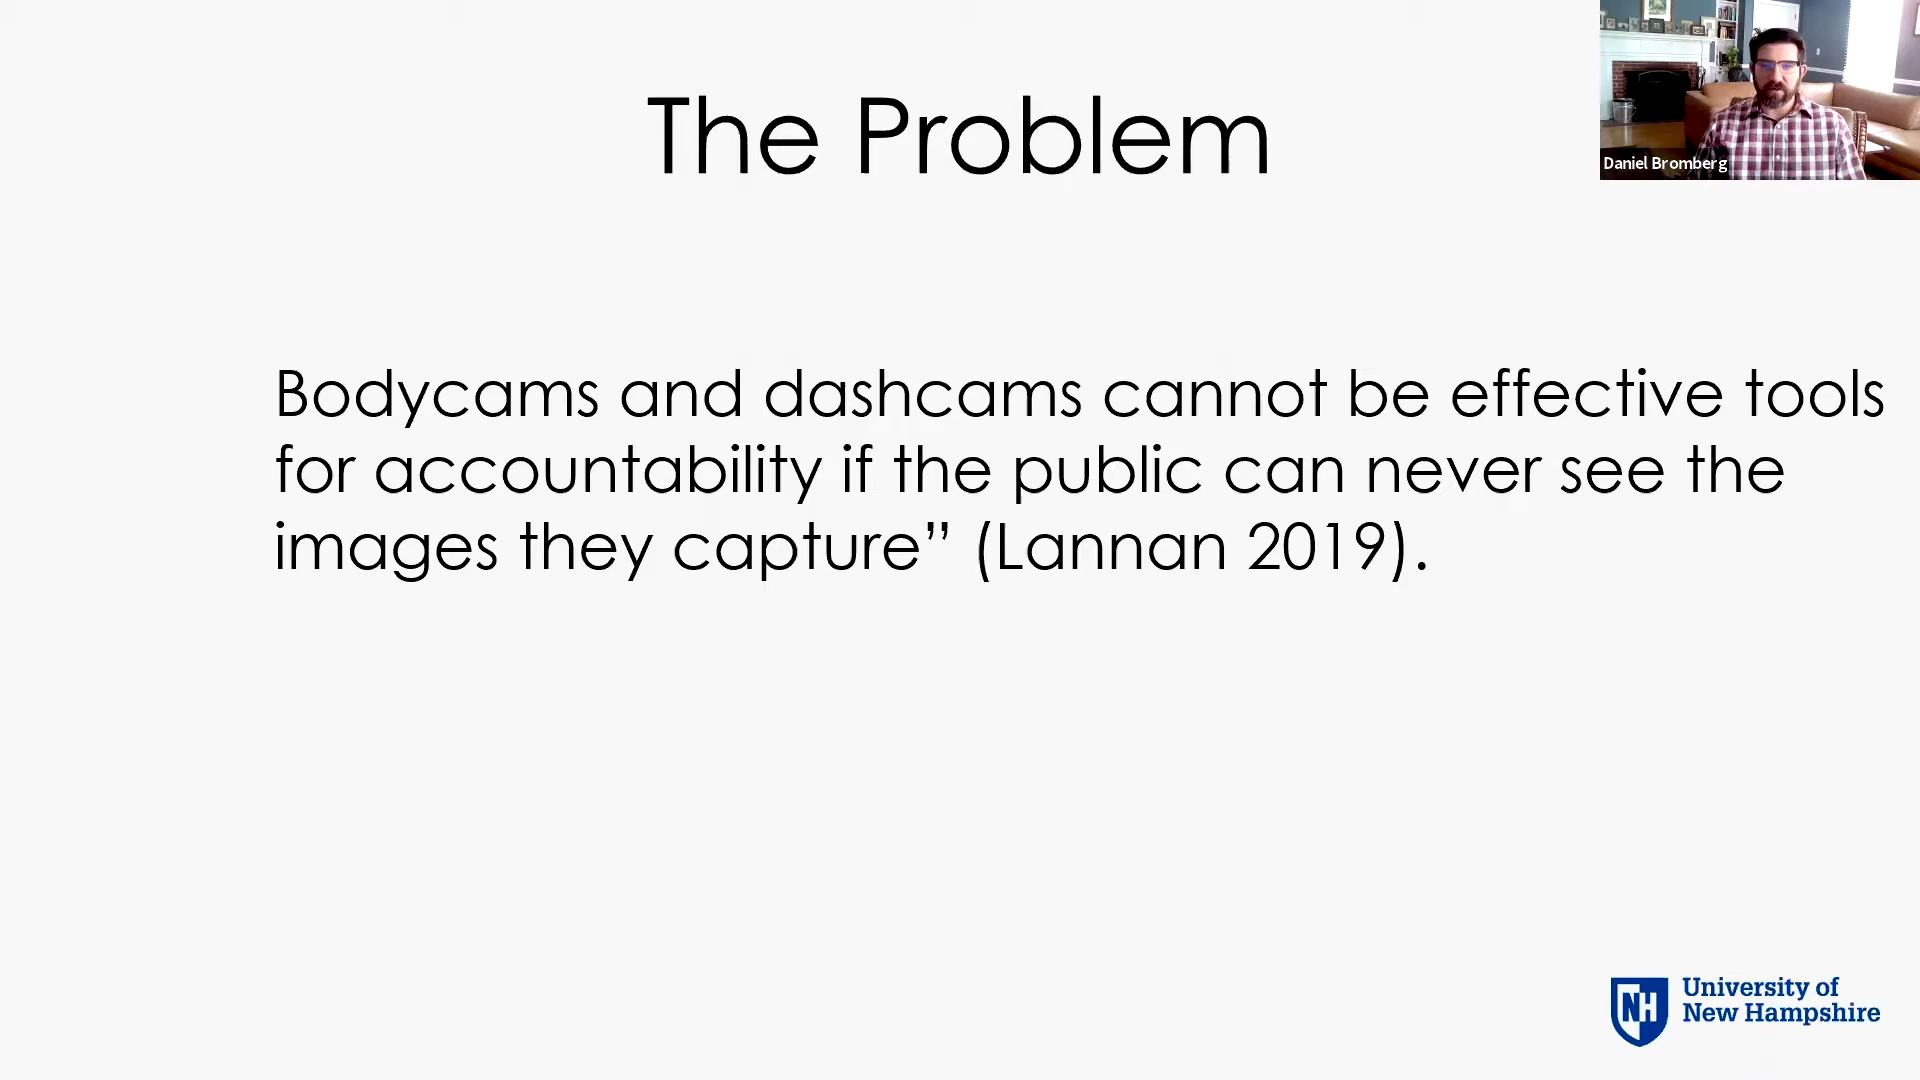 The Problem
Daniel Bromberg
Bodycams and dashcams cannot be effective tools
for accountability if the public can never see the
images they capture” (Lannan 2019).
NH
University of
New Hampshire